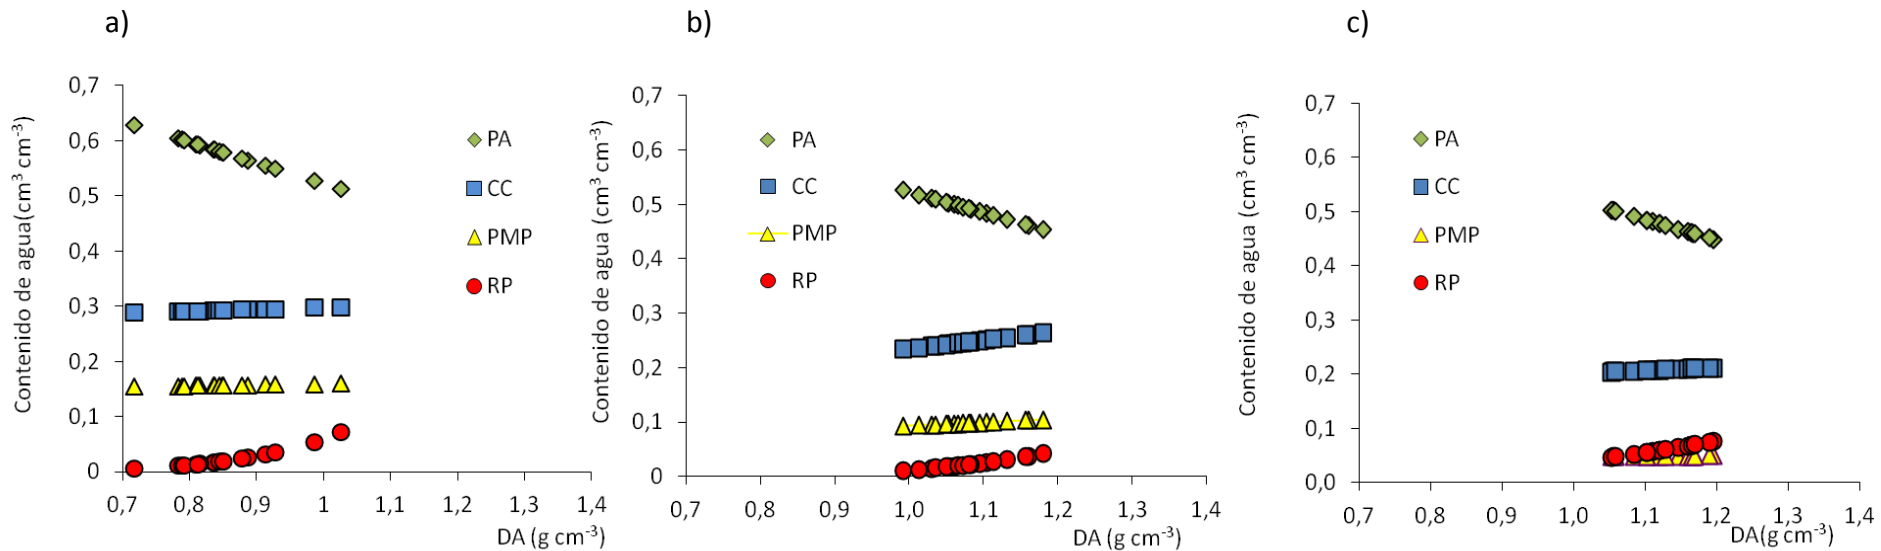 a)
Contenido de agua(cm³ cm⁻³)
0,7
0,6
0,5
0,4
0,3
0,2
0,1
0
0,7 0,8 0,9 1 1,1 1,2 1,3 1,4
DA (g cm⁻³)
PA
CC
PMP
RP
b)
Contenido de agua (cm³ cm⁻³)
0,7
0,6
0,5
0,4
0,3
0,2
0,1
0
0,7 0,8 0,9 1,0 1,1 1,2 1,3 1,4
DA (g cm⁻³)
PA
CC
PMP
RP
c)
Contenido de agua (cm³ cm⁻³)
0,7
0,6
0,5
0,4
0,3
0,2
0,1
0,0
0,7 0,8 0,9 1,0 1,1 1,2 1,3 1,4
DA(g cm⁻³)
PA
CC
PMP
RP